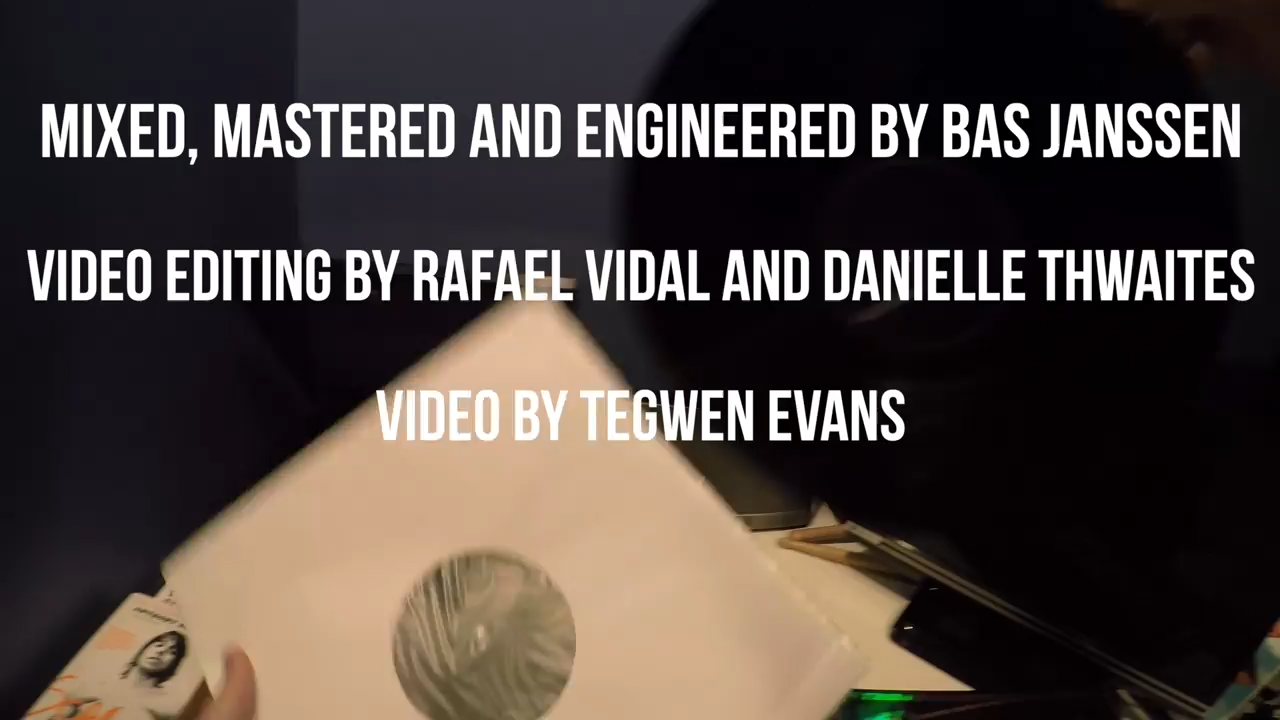 MIXED, MASTERED AND ENGINEERED BY BAS JANSSEN
VIDEO EDITING BY RAFAEL VIDAL AND DANIELLE THWAITES
VIDEO BY TEGWEN EVANS